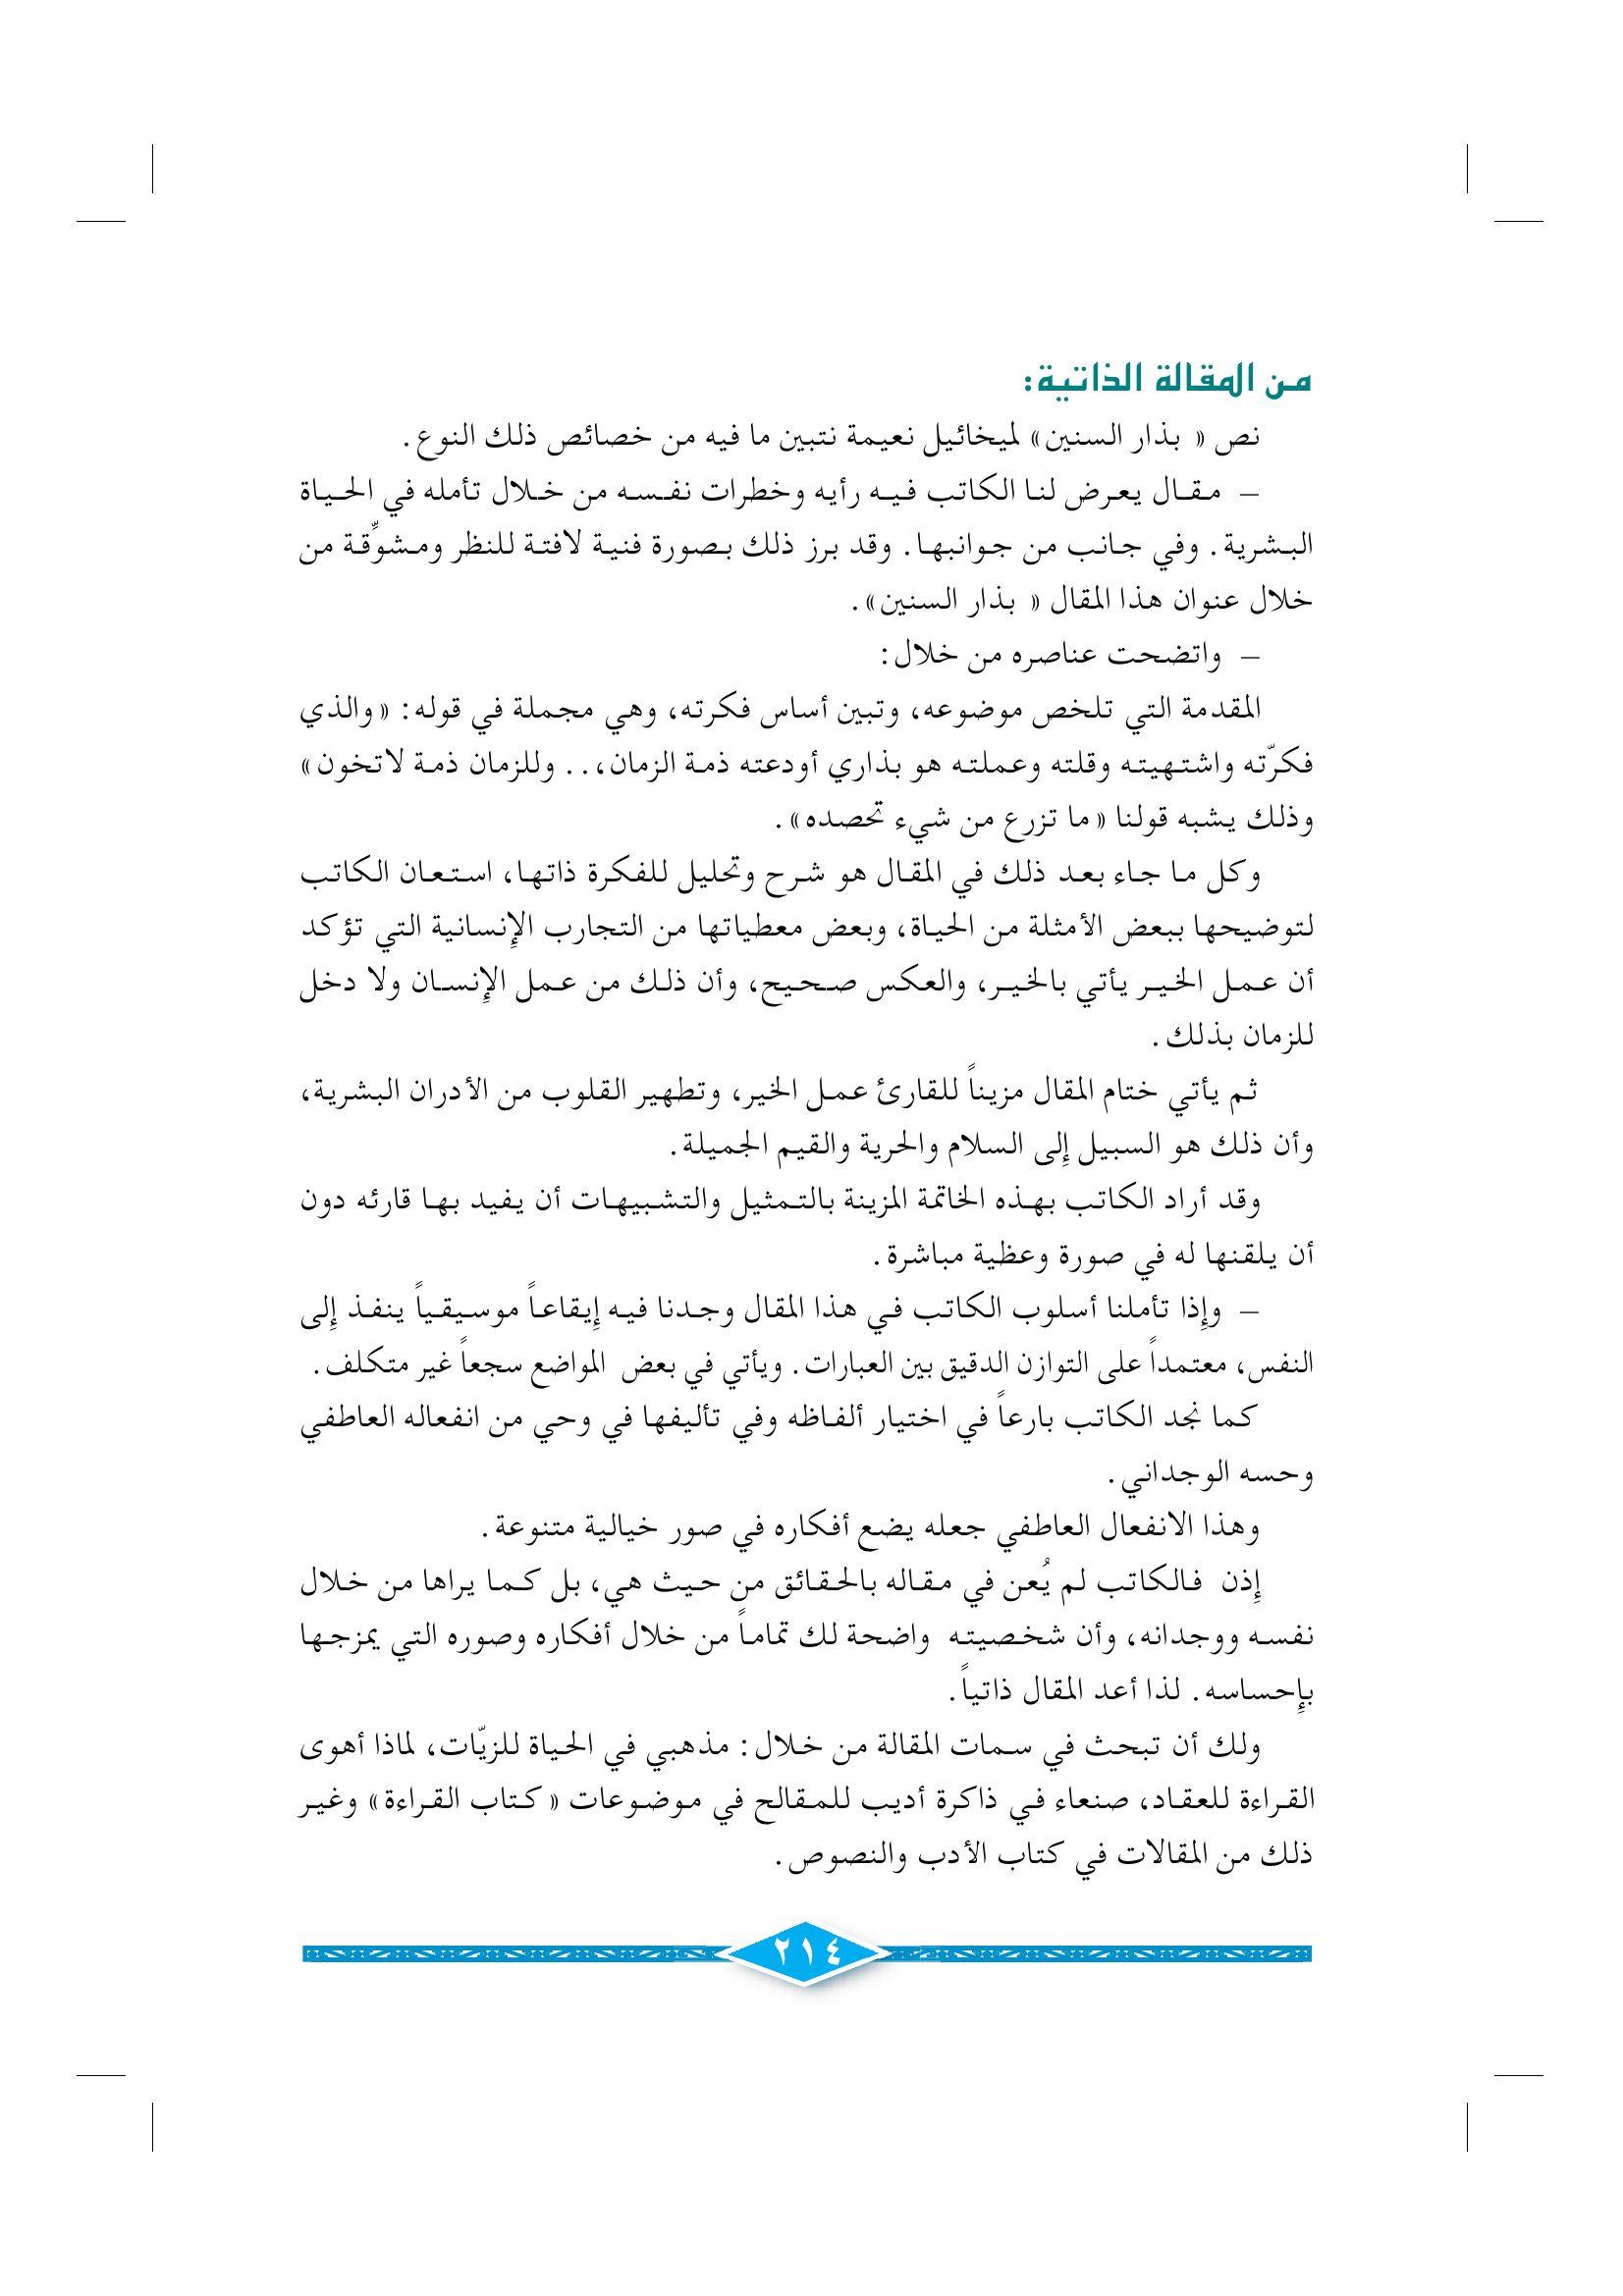 من المقالة الذاتية:
نص « بذار السنين» لميخائيل نعيمة نتبين ما فيه من خصائص ذلك النوع.
– مقال يعرض لنا الكاتب فيه رأيه وخطرات نفسه من خلال تأمله في الحياة
البشرية. وفي جانب من جوانبها. وقد برز ذلك بصورة فنية لافتة للنظر ومشوِّقة من
خلال عنوان هذا المقال « بذار السنين».
– واتضحت عناصره من خلال:
المقدمة التي تلخص موضوعه، وتبين أساس فكرته، وهي مجملة في قوله: «والذي
فكرّته واشتهيته وقلته وعملته هو بذاري أودعته ذمة الزمان،.. وللزمان ذمة لاتخون»
وذلك يشبه قولنا «ما تزرع من شيء تحصده».
وكل ما جاء بعد ذلك في المقال هو شرح وتحليل للفكرة ذاتها، استعان الكاتب
لتوضيحها ببعض الأمثلة من الحياة، وبعض معطياتها من التجارب الإنسانية التي تؤكد
أن عمل الخير يأتي بالخير، والعكس صحيح، وأن ذلك من عمل الإنسان ولا دخل
للزمان بذلك.
ثم يأتي ختام المقال مزيناً للقارئ عمل الخير، وتطهير القلوب من الأدران البشرية،
وأن ذلك هو السبيل إلى السلام والحرية والقيم الجميلة.
وقد أراد الكاتب بهذه الخاتمة المزينة بالتمثيل والتشبيهات أن يفيد بها قارئه دون
أن يلقنها له في صورة وعظية مباشرة.
– وإذا تأملنا أسلوب الكاتب في هذا المقال وجدنا فيه إيقاعاً موسيقياً ينفذ إلى
النفس، معتمداً على التوازن الدقيق بين العبارات. ويأتي في بعض المواضع سجعاً غير متكلف.
كما نجد الكاتب بارعاً في اختيار ألفاظه وفي تأليفها في وحي من انفعاله العاطفي
وحسه الوجداني.
وهذا الانفعال العاطفي جعله يضع أفكاره في صور خيالية متنوعة.
إذن فالكاتب لم يُعن في مقاله بالحقائق من حيث هي، بل كما يراها من خلال
نفسه ووجدانه، وأن شخصيته واضحة لك تماماً من خلال أفكاره وصوره التي يمزجها
بإحساسه. لذا أعد المقال ذاتياً.
ولك أن تبحث في سمات المقالة من خلال: مذهبي في الحياة للزيّات، لماذا أهوى
القراءة للعقاد، صنعاء في ذاكرة أديب للمقالح في موضوعات «كتاب القراءة» وغير
ذلك من المقالات في كتاب الأدب والنصوص.
٢١٤